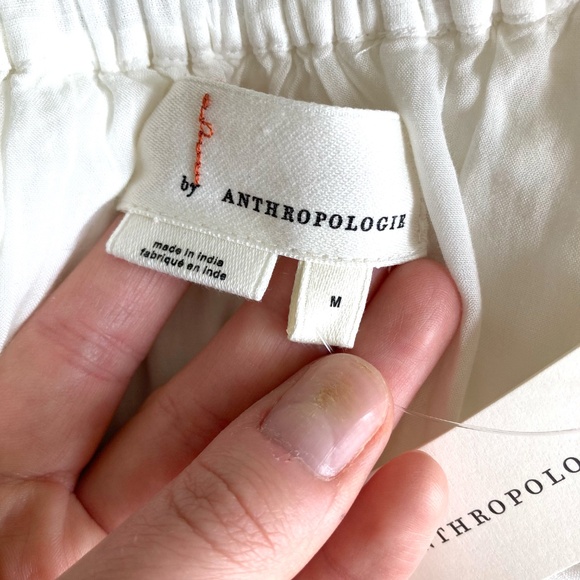 by ANTHROPOLOGIE
made in india
fabriqué en inde
M
ANTHROPOLO